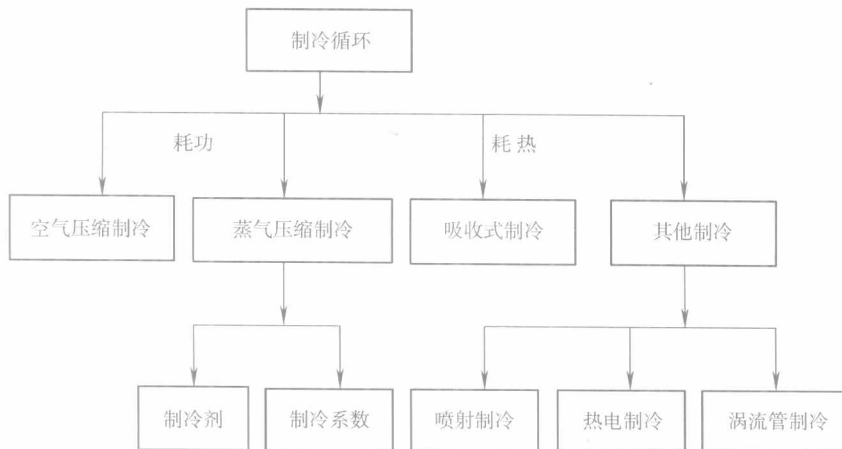 制冷循环
耗功
耗热
空气压缩制冷
蒸气压缩制冷
吸收式制冷
其他制冷
制冷剂
制冷系数
喷射制冷
热电制冷
涡流管制冷